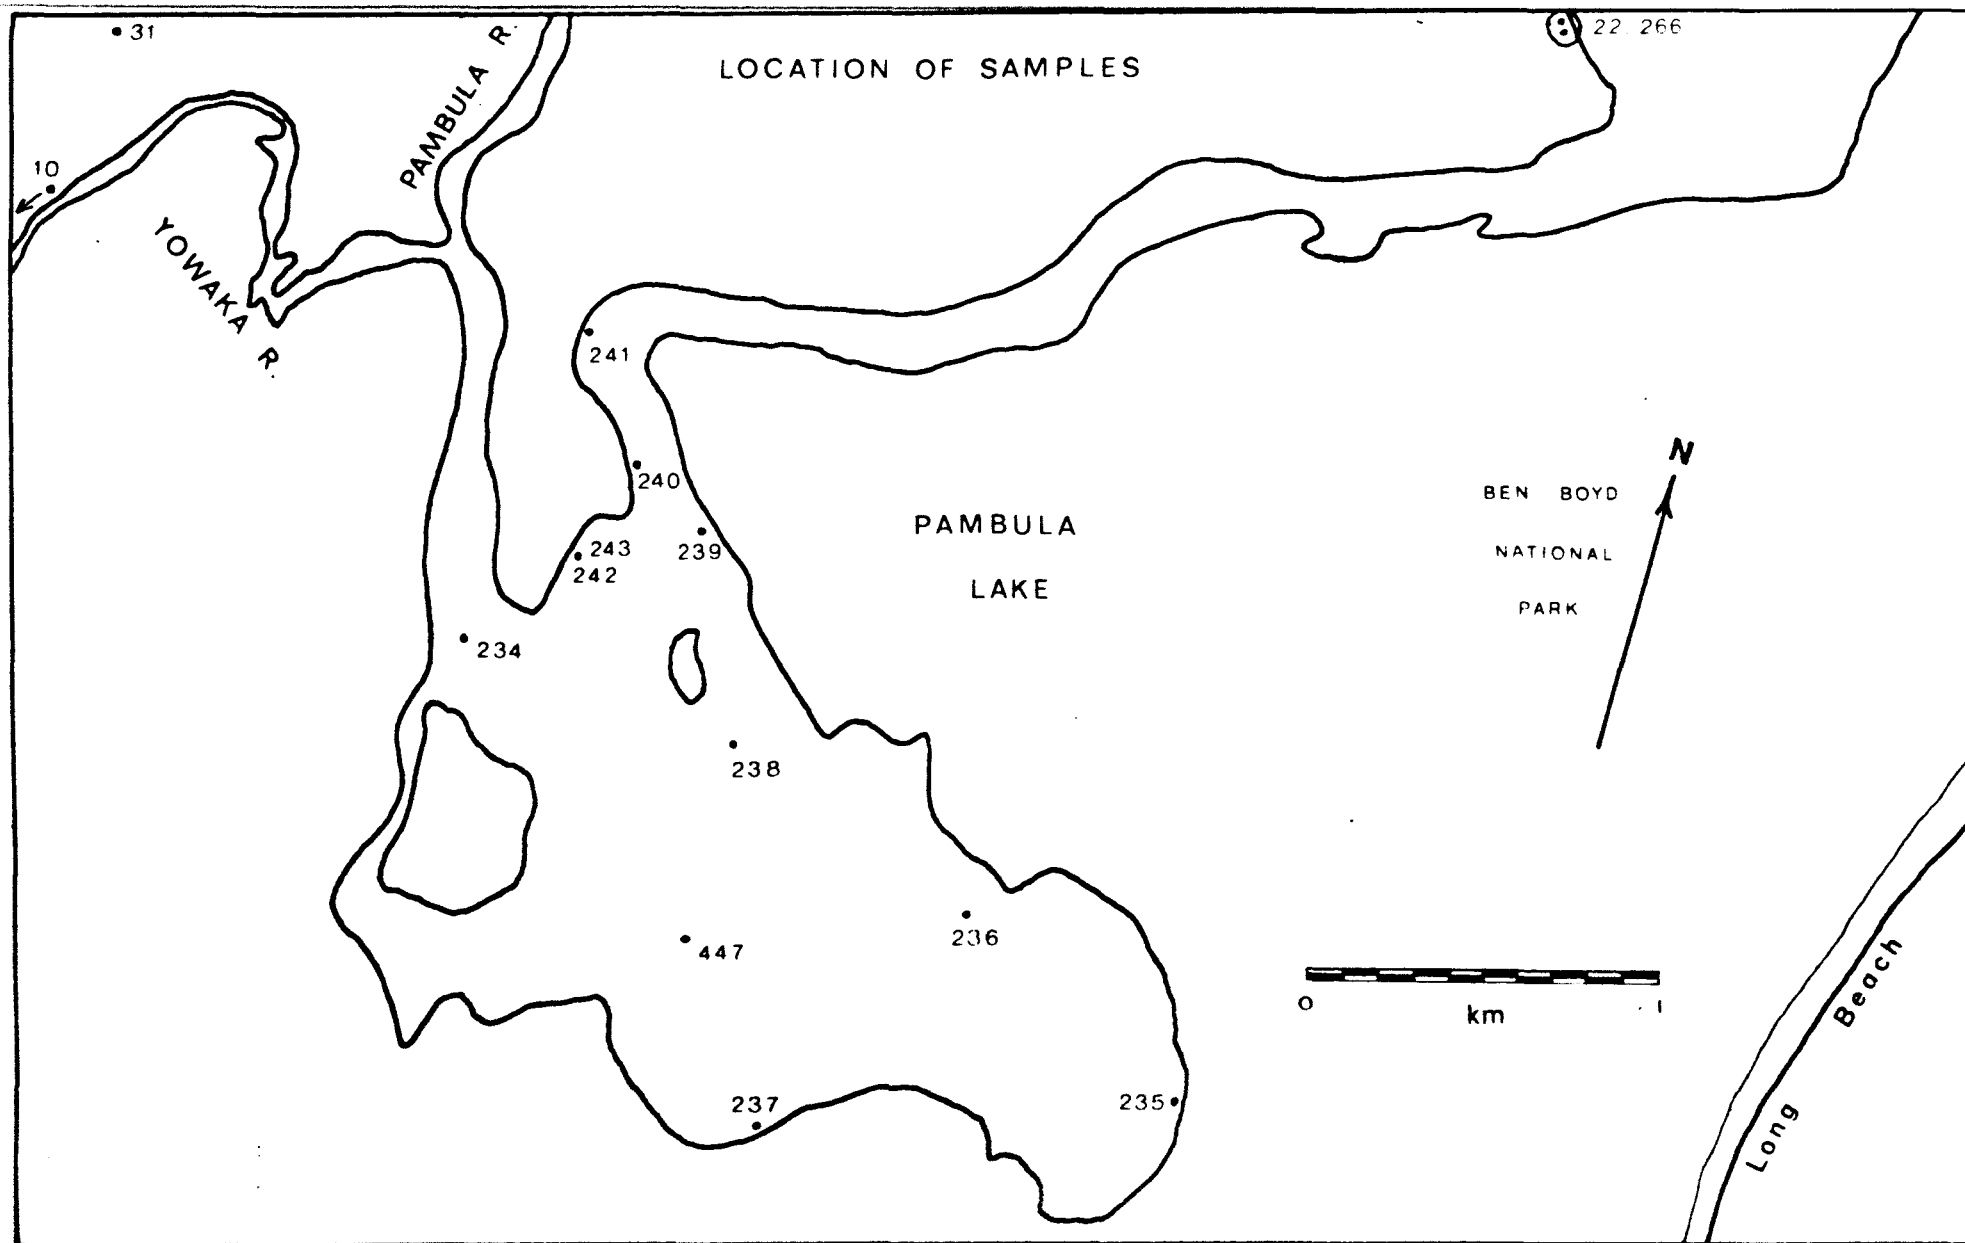 31
PAMBULA R.
LOCATION OF SAMPLES
22 266
10
YOWAKA R.
241
240
243
242
239
PAMBULA
LAKE
BEN BOYD
NATIONAL
PARK
N
234
238
447
236
0 1
km
237
235
Long Beach